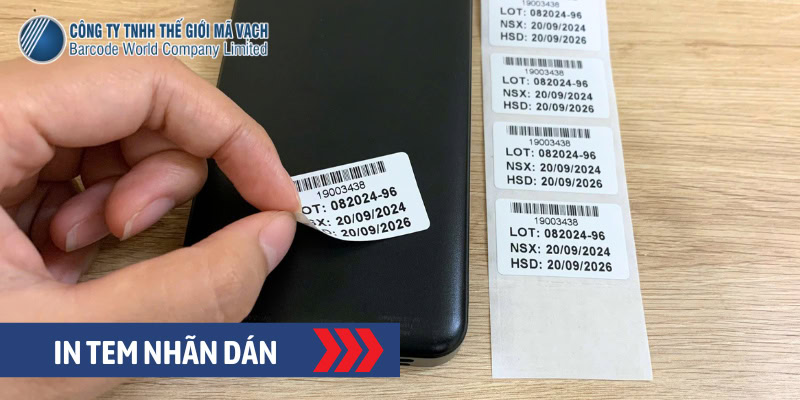 CÔNG TY TNHH THẾ GIỚI MÃ VẠCH
Barcode World Company Limited
19003438
LOT: 082024-96
NSX: 20/09/2024
HSD: 20/09/2026
19003438
LOT: 082024-96
NSX: 20/09/2024
HSD: 20/09/2026
19003438
LOT: 082024-96
NSX: 20/09/2024
HSD: 20/09/2026
19003438
OT: 082024-96
SX: 20/09/2024
20/09/2026
19003438
LOT: 082024-96
NSX: 20/09/2024
HSD: 20/09/2026
IN TEM NHÃN DÁN